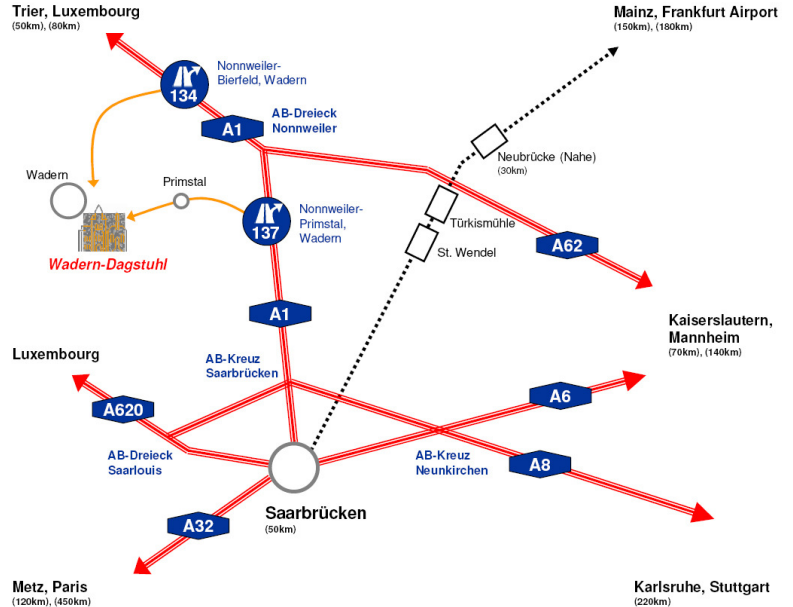 Trier, Luxembourg
(50km), (80km)
Mainz, Frankfurt Airport
(150km), (180km)
Nonnweiler-
Bierfeld, Wadern
134
AB-Dreieck
Nonnweiler
A1
Neubrücke (Nahe)
(30km)
Wadern
Primstal
Türkismühle
Nonnweiler-
Primstal,
Wadern
137
St. Wendel
A62
Wadern-Dagstuhl
A1
Kaiserslautern,
Mannheim
(70km), (140km)
Luxembourg
AB-Kreuz
Saarbrücken
A6
A620
AB-Dreieck
Saarlouis
AB-Kreuz
Neunkirchen
A8
Saarbrücken
(50km)
A32
Metz, Paris
(120km), (450km)
Karlsruhe, Stuttgart
(220km)